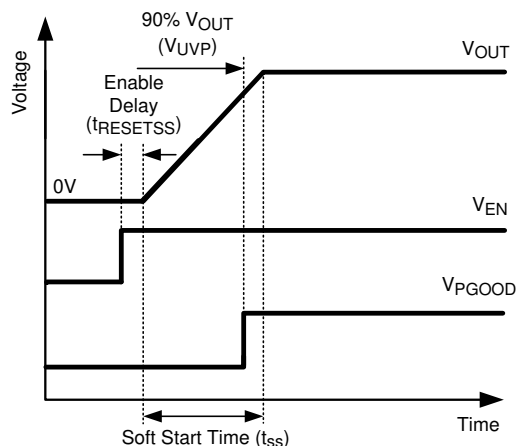 90% VOUT
(VUVP)
VOUT
Enable
Delay
(tRESETSS)
Voltage
0V
VEN
VPGOOD
Time
Soft Start Time (tss)